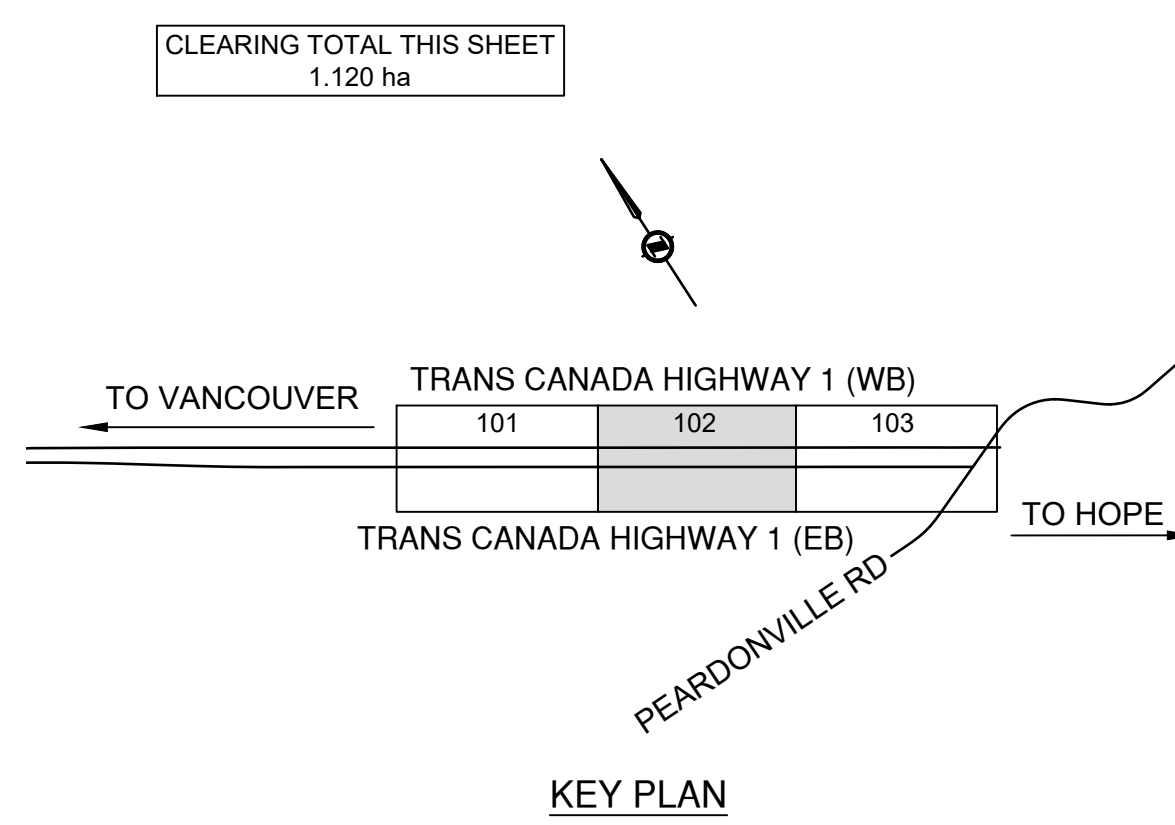 CLEARING TOTAL THIS SHEET
1.120 ha
TRANS CANADA HIGHWAY 1 (WB)
TO VANCOUVER
101
102
103
TO HOPE
TRANS CANADA HIGHWAY 1 (EB)
PEARDONVILLE RD
KEY PLAN